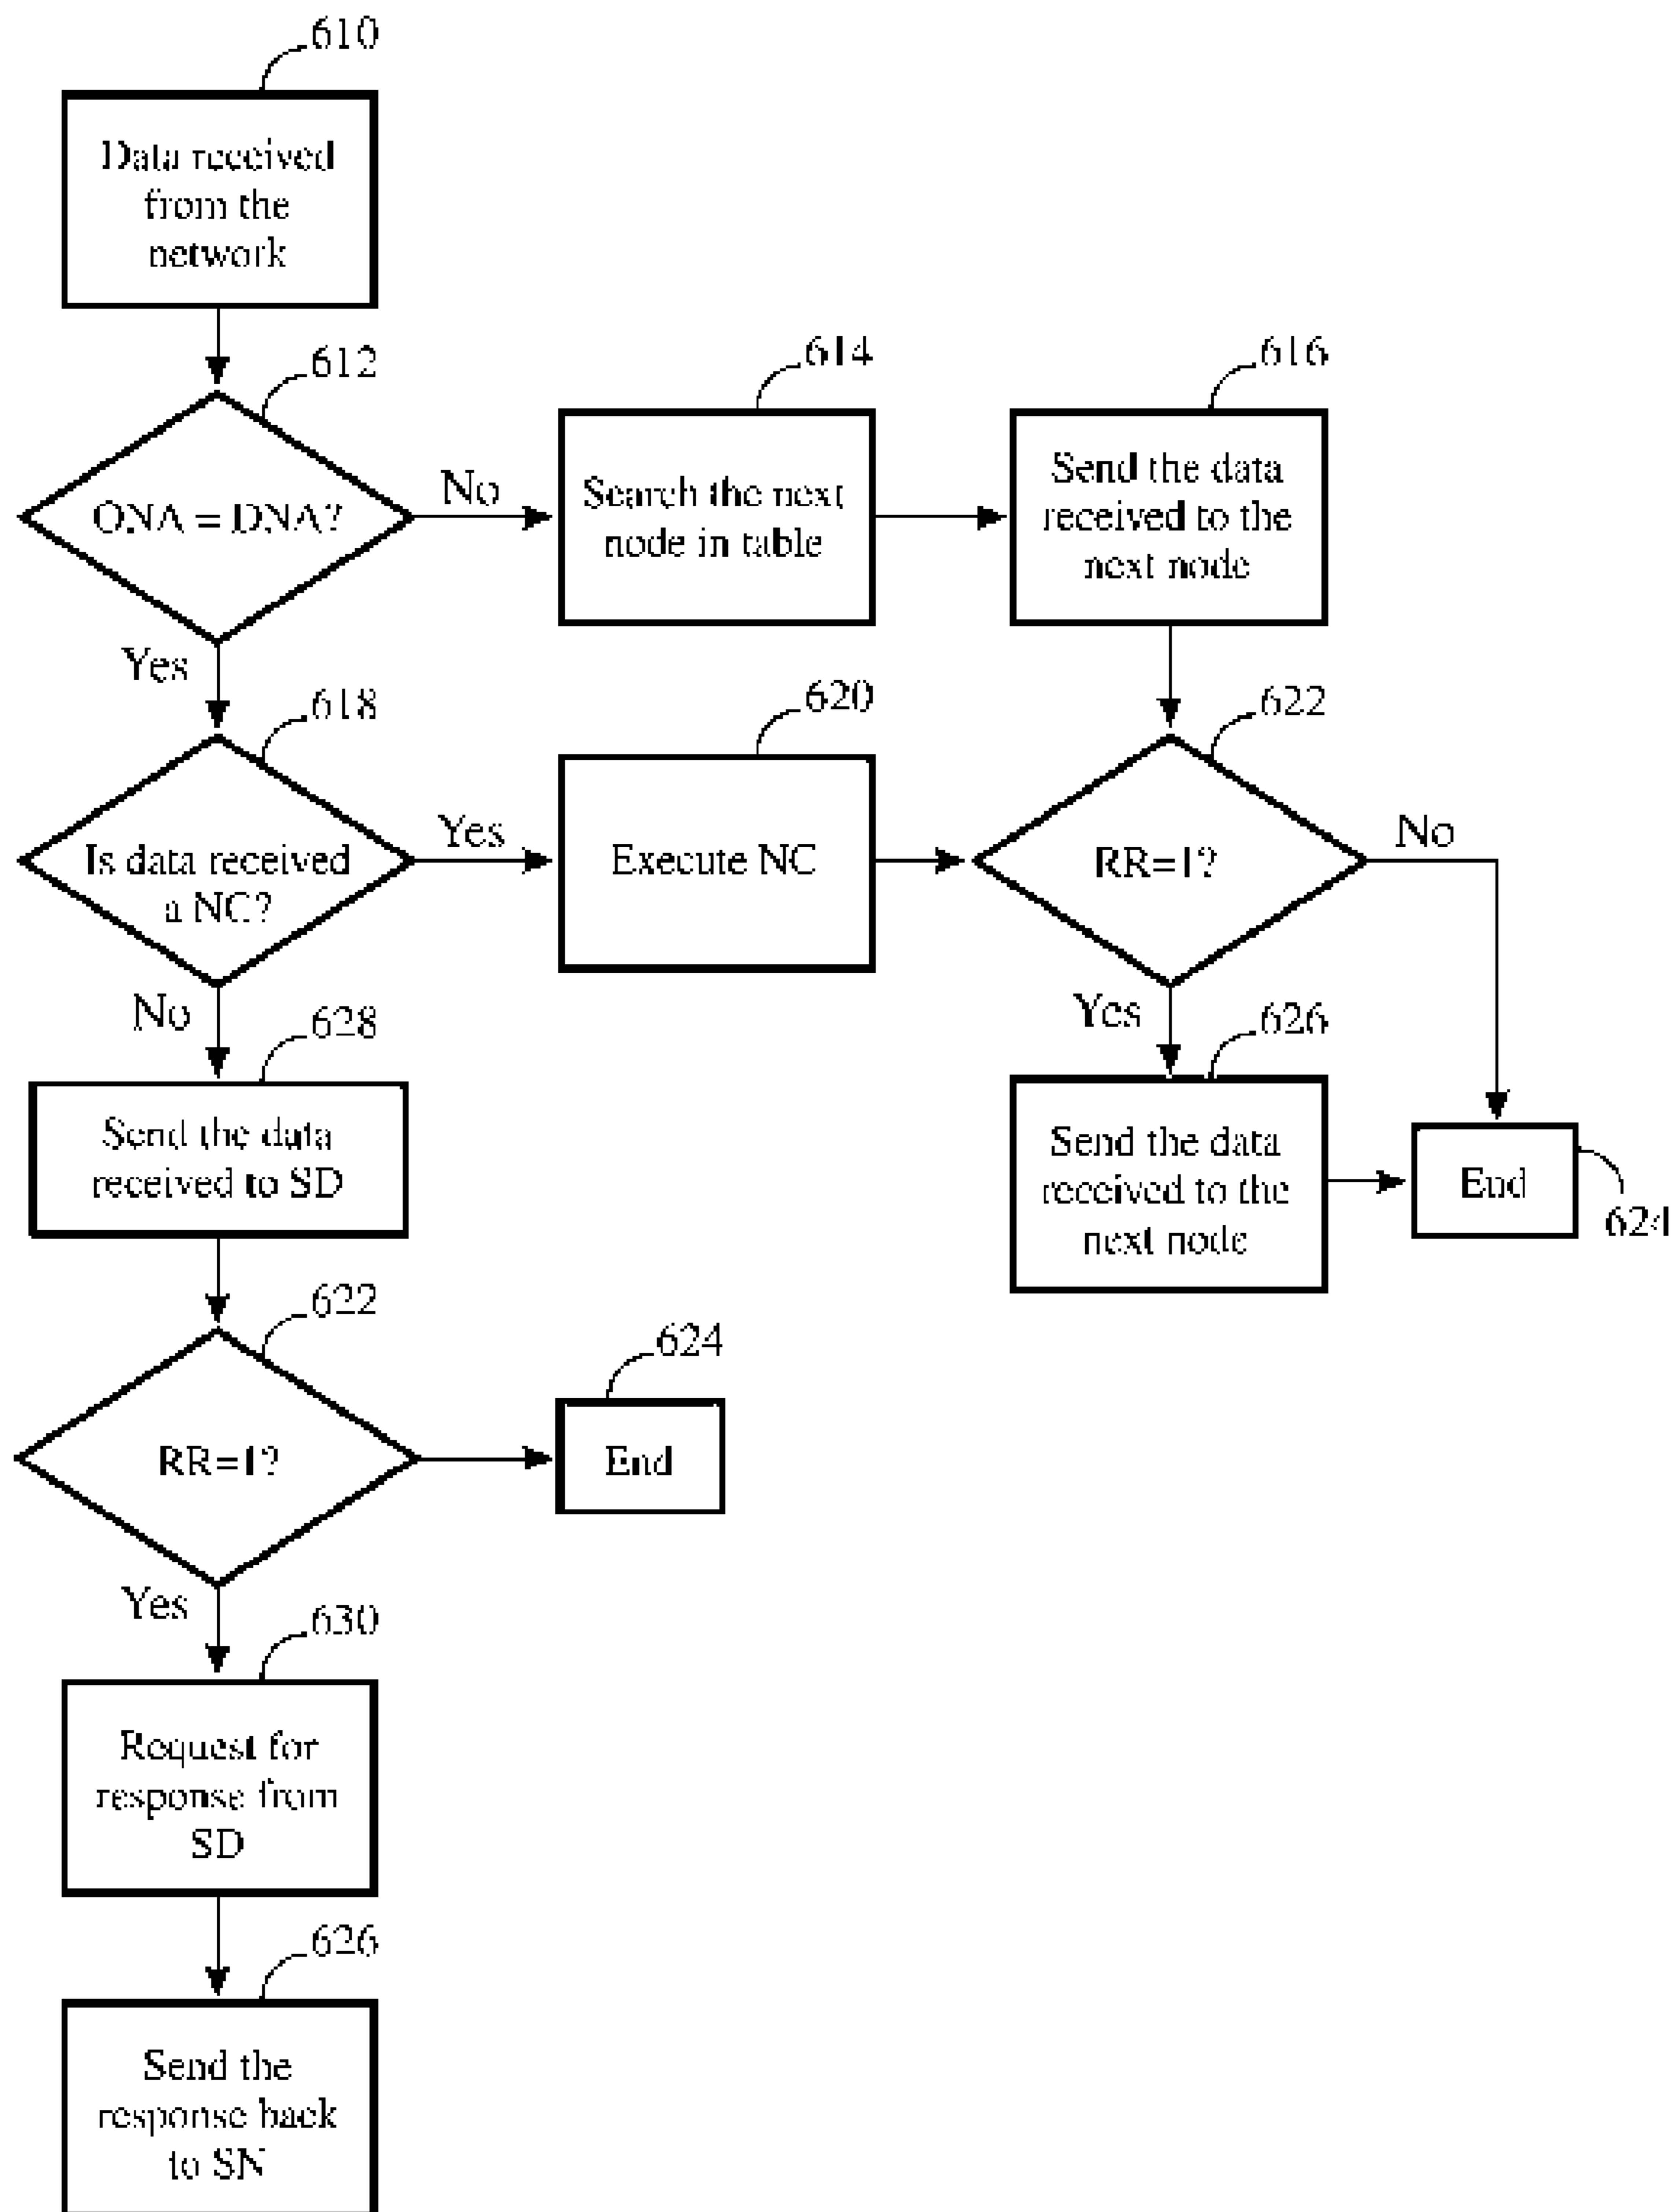 610
Data received
from the
network
612
ONA = DNA?
No
Yes
614
Search the next
node in table
616
Send the data
received to the
next node
618
Is data received
a NC?
Yes
No
620
Execute NC
622
RR=1?
No
Yes
628
Send the data
received to SD
626
Send the data
received to the
next node
End
624
622
RR=1?
Yes
624
End
630
Request for
response from
SD
626
Send the
response back
to SN